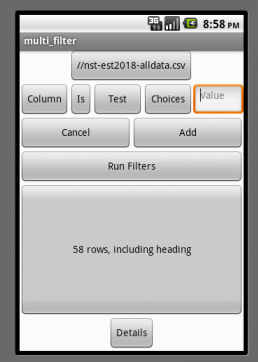 3G 8:58 PM
multi_filter
//nst-est2018-alldata.csv
Column Is Test Choices Value
Cancel Add
Run Filters
58 rows, including heading
Details